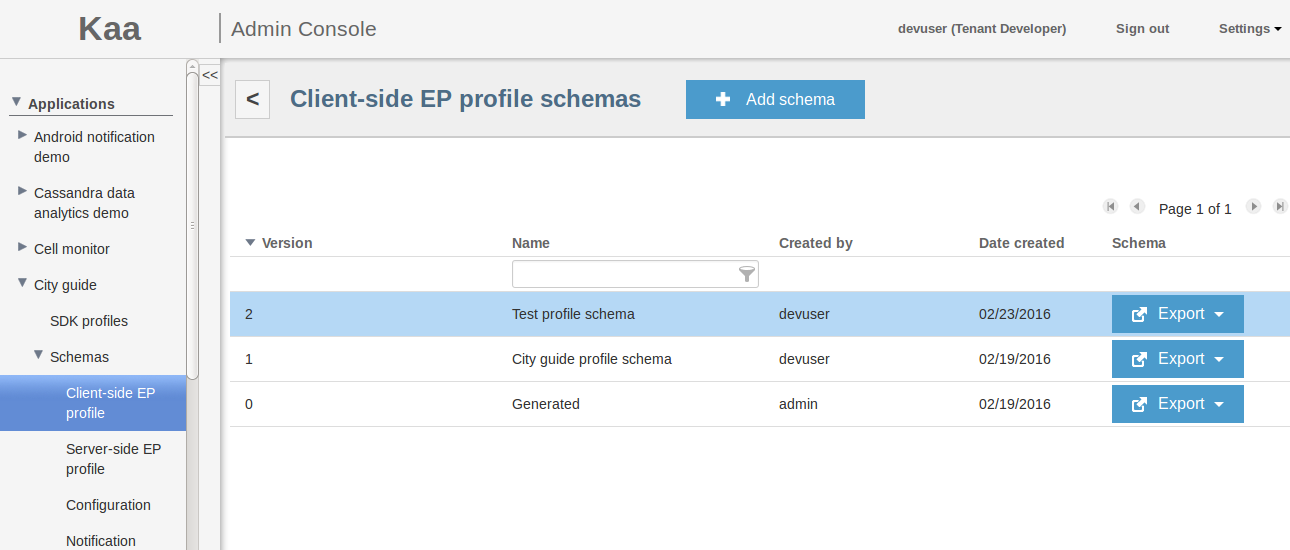 Kaa
Admin Console
devuser (Tenant Developer)
Sign out
Settings
<<
Applications
Android notification
demo
Cassandra data
analytics demo
Cell monitor
City guide
SDK profiles
Schemas
Client-side EP
profile
Server-side EP
profile
Configuration
Notification
<
Client-side EP profile schemas
Add schema
Page 1 of 1
Version Name Created by Date created Schema
2 Test profile schema devuser 02/23/2016 Export
1 City guide profile schema devuser 02/19/2016 Export
0 Generated admin 02/19/2016 Export